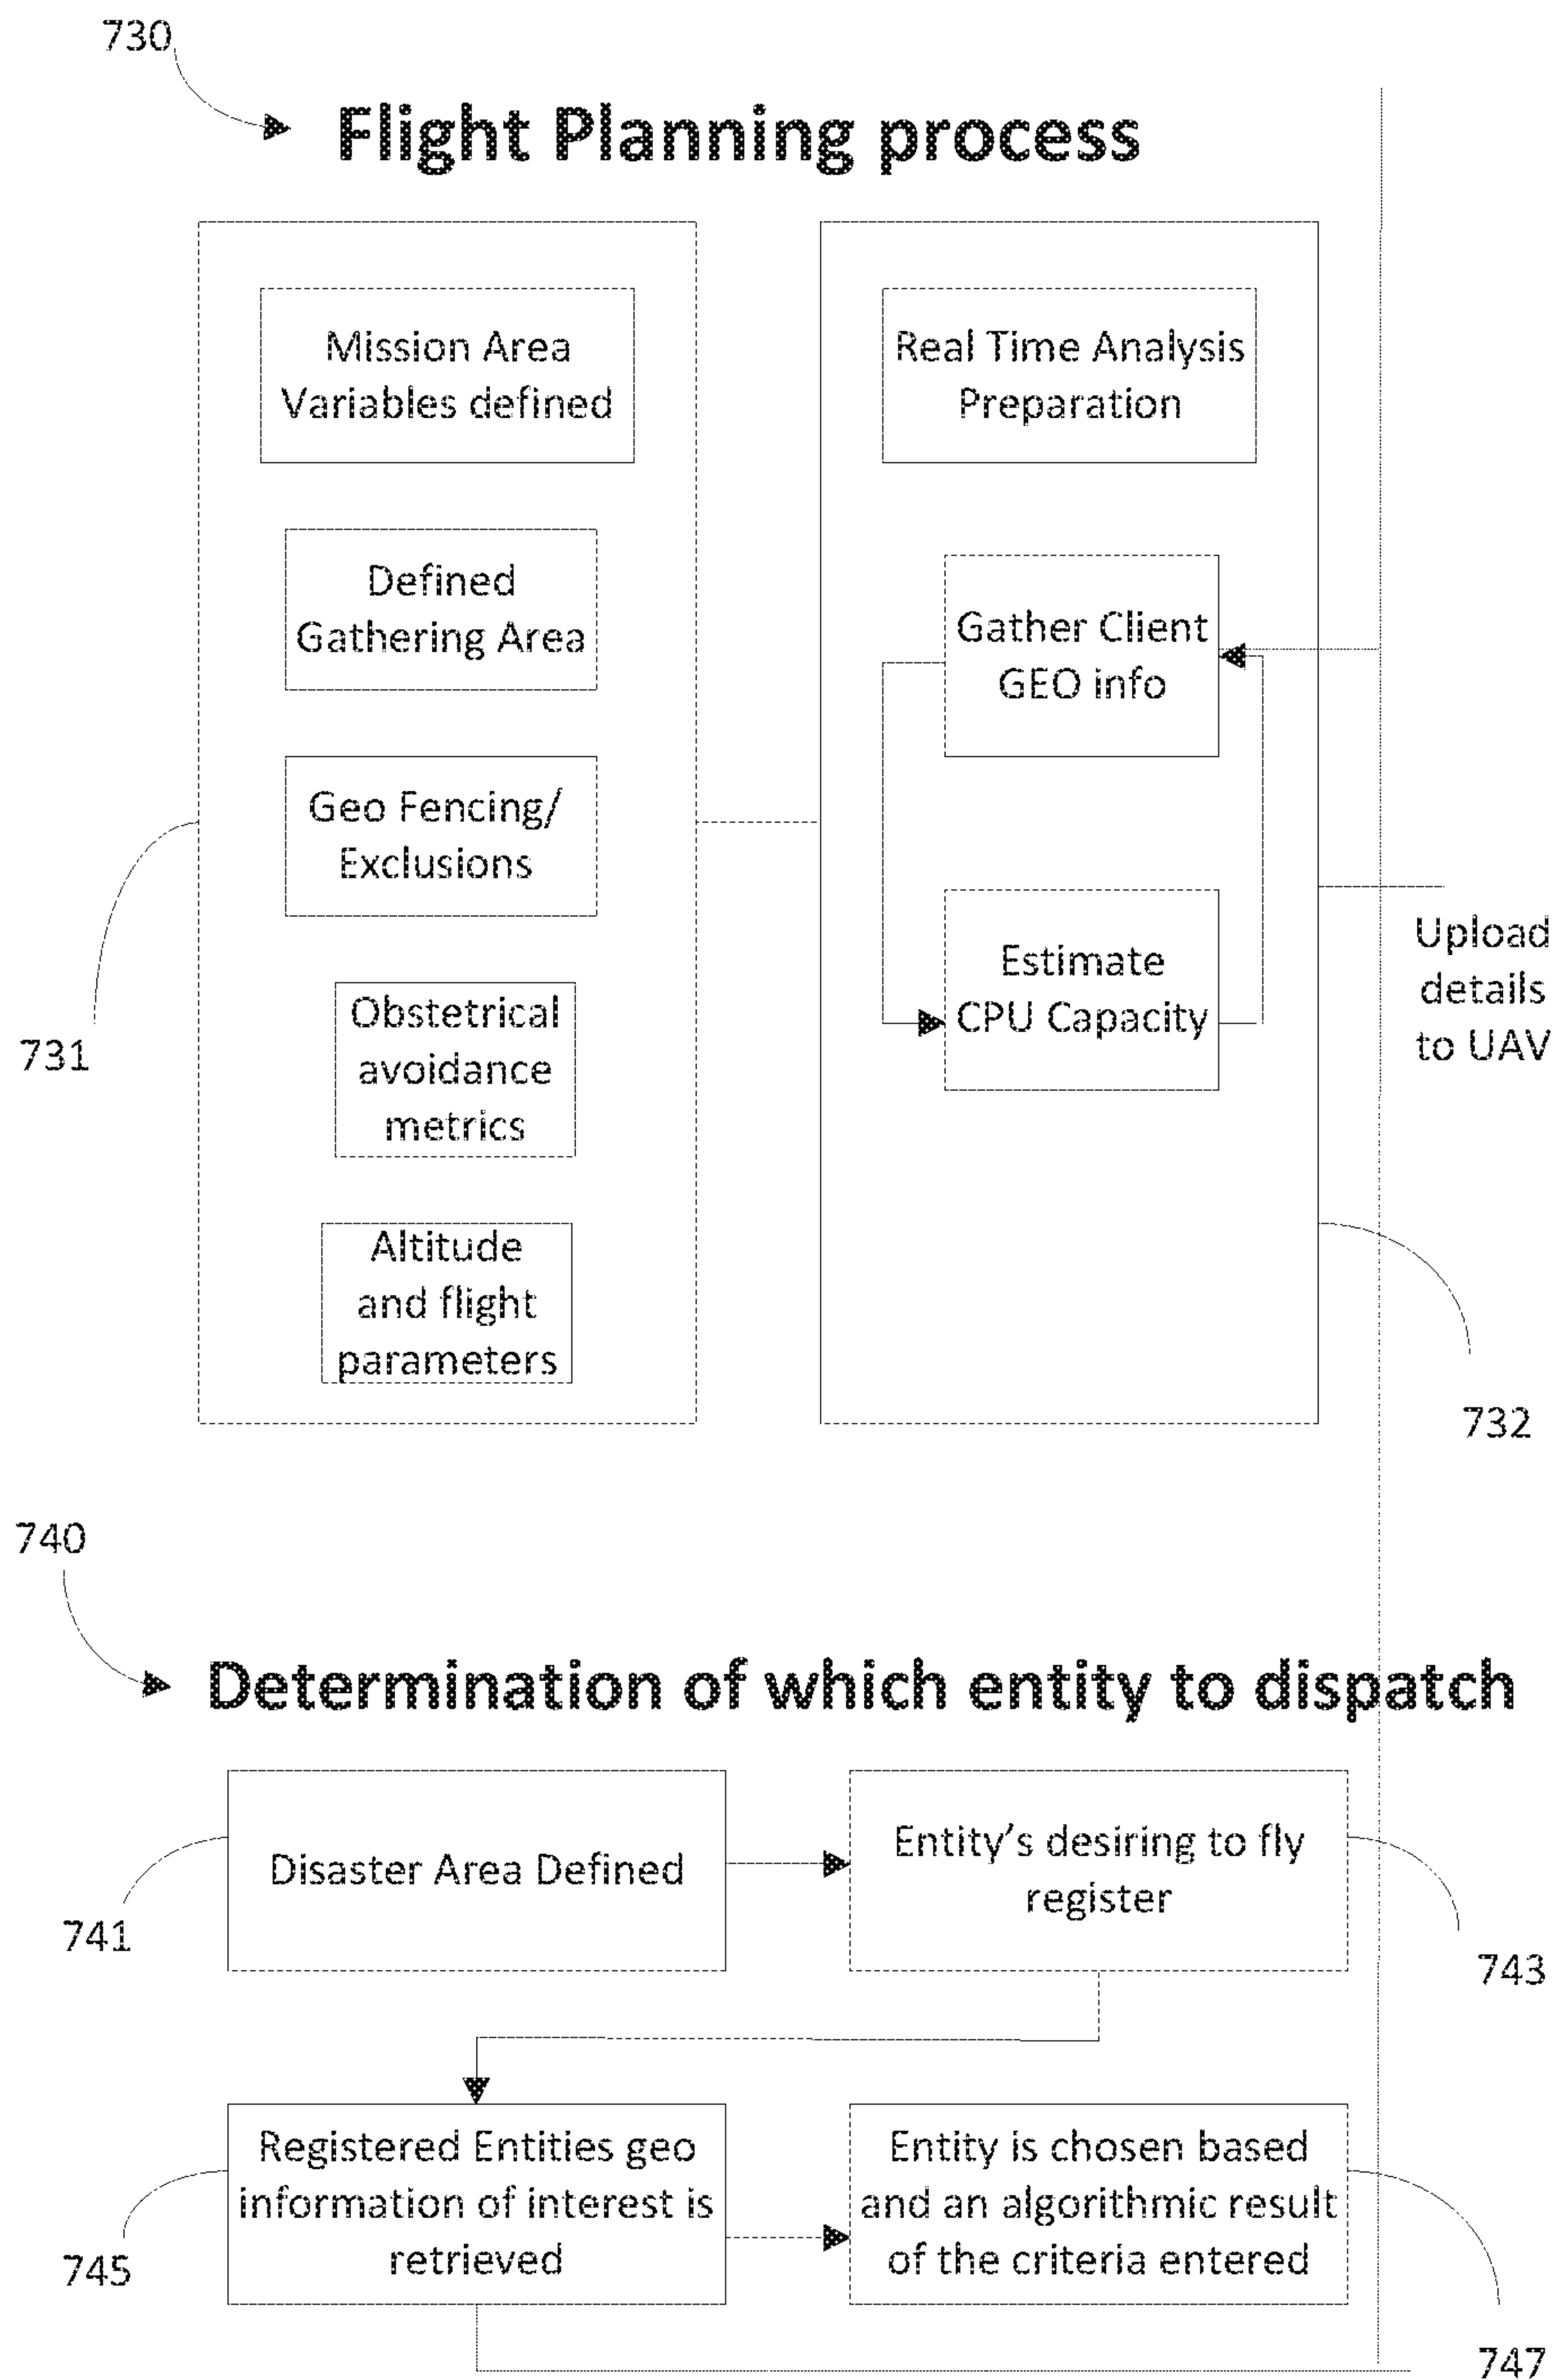 730
Flight Planning process
Mission Area
Variables defined
Defined
Gathering Area
Geo Fencing/
Exclusions
Obstetrical
avoidance
metrics
Altitude
and flight
parameters
731
Real Time Analysis
Preparation
Gather Client
GEO info
Estimate
CPU Capacity
Upload
details
to UAV
732
740
Determination of which entity to dispatch
Disaster Area Defined
741
Entity's desiring to fly
register
743
Registered Entities geo
information of interest is
retrieved
745
Entity is chosen based
and an algorithmic result
of the criteria entered
747